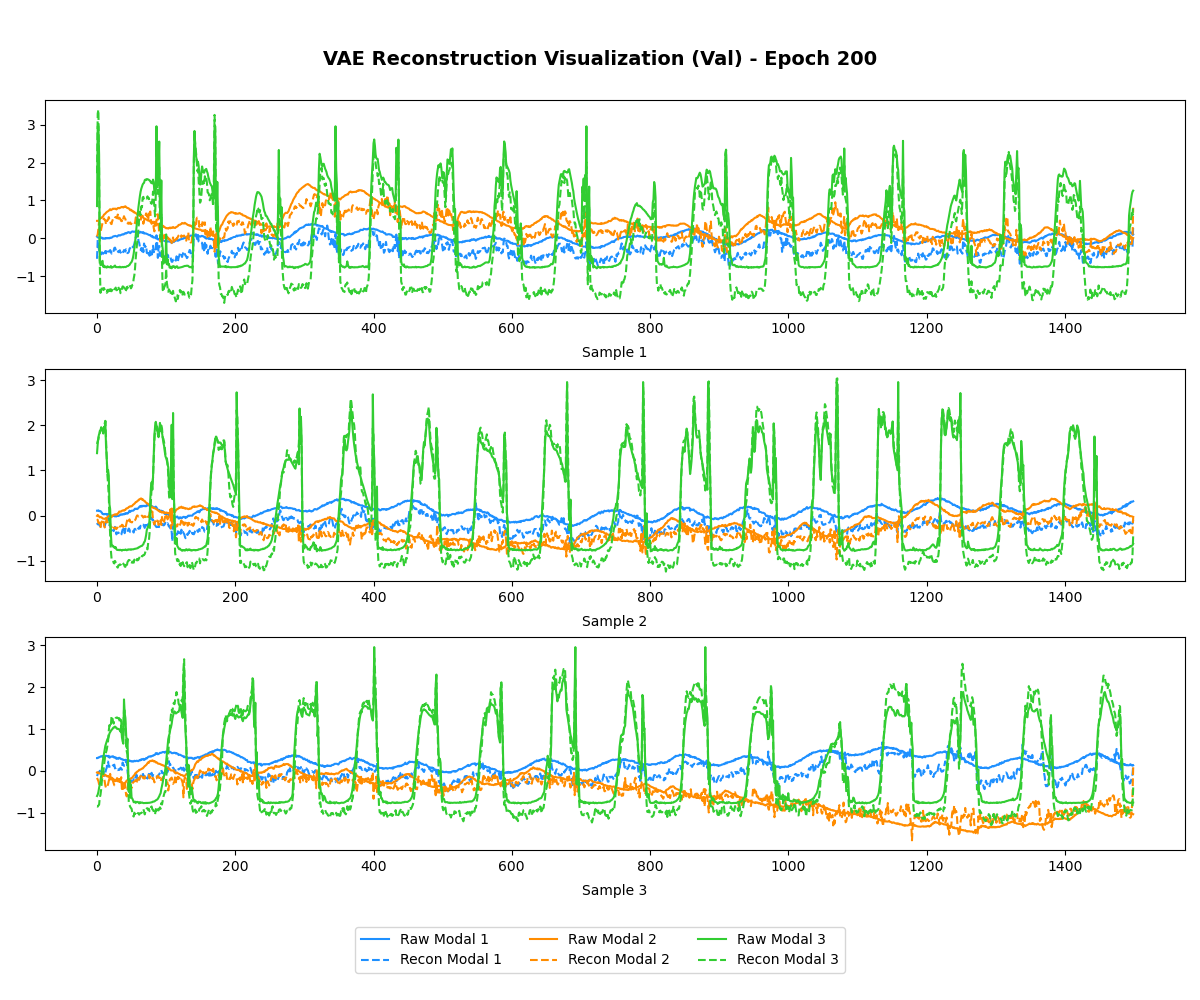 VAE Reconstruction Visualization (Val) - Epoch 200
3
2
1
0
−1
0 200 400 600 800 1000 1200 1400
Sample 1
3
2
1
0
−1
0 200 400 600 800 1000 1200 1400
Sample 2
3
2
1
0
−1
0 200 400 600 800 1000 1200 1400
Sample 3
Raw Modal 1 Raw Modal 2 Raw Modal 3
Recon Modal 1 Recon Modal 2 Recon Modal 3